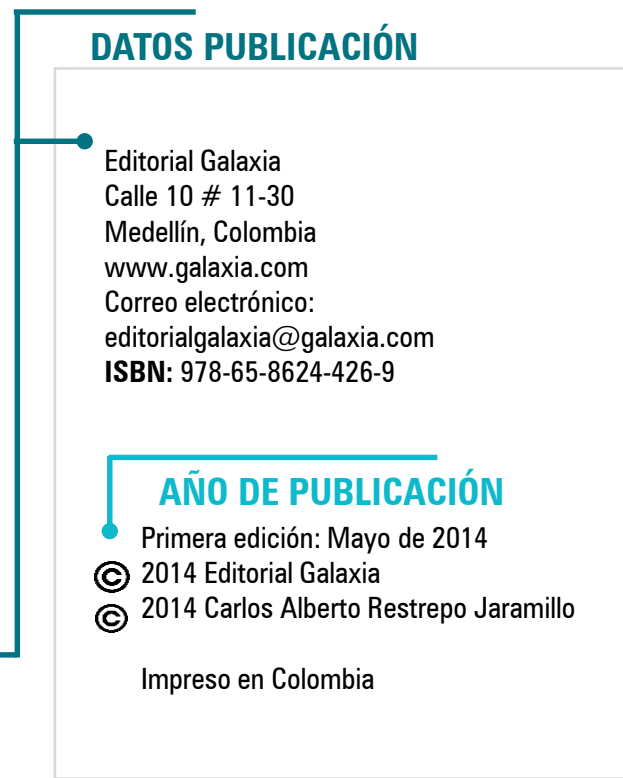 DATOS PUBLICACIÓN
Editorial Galaxia
Calle 10 # 11-30
Medellín, Colombia
www.galaxia.com
Correo electrónico:
editorialgalaxia@galaxia.com
ISBN: 978-65-8624-426-9
AÑO DE PUBLICACIÓN
Primera edición: Mayo de 2014
© 2014 Editorial Galaxia
© 2014 Carlos Alberto Restrepo Jaramillo
Impreso en Colombia